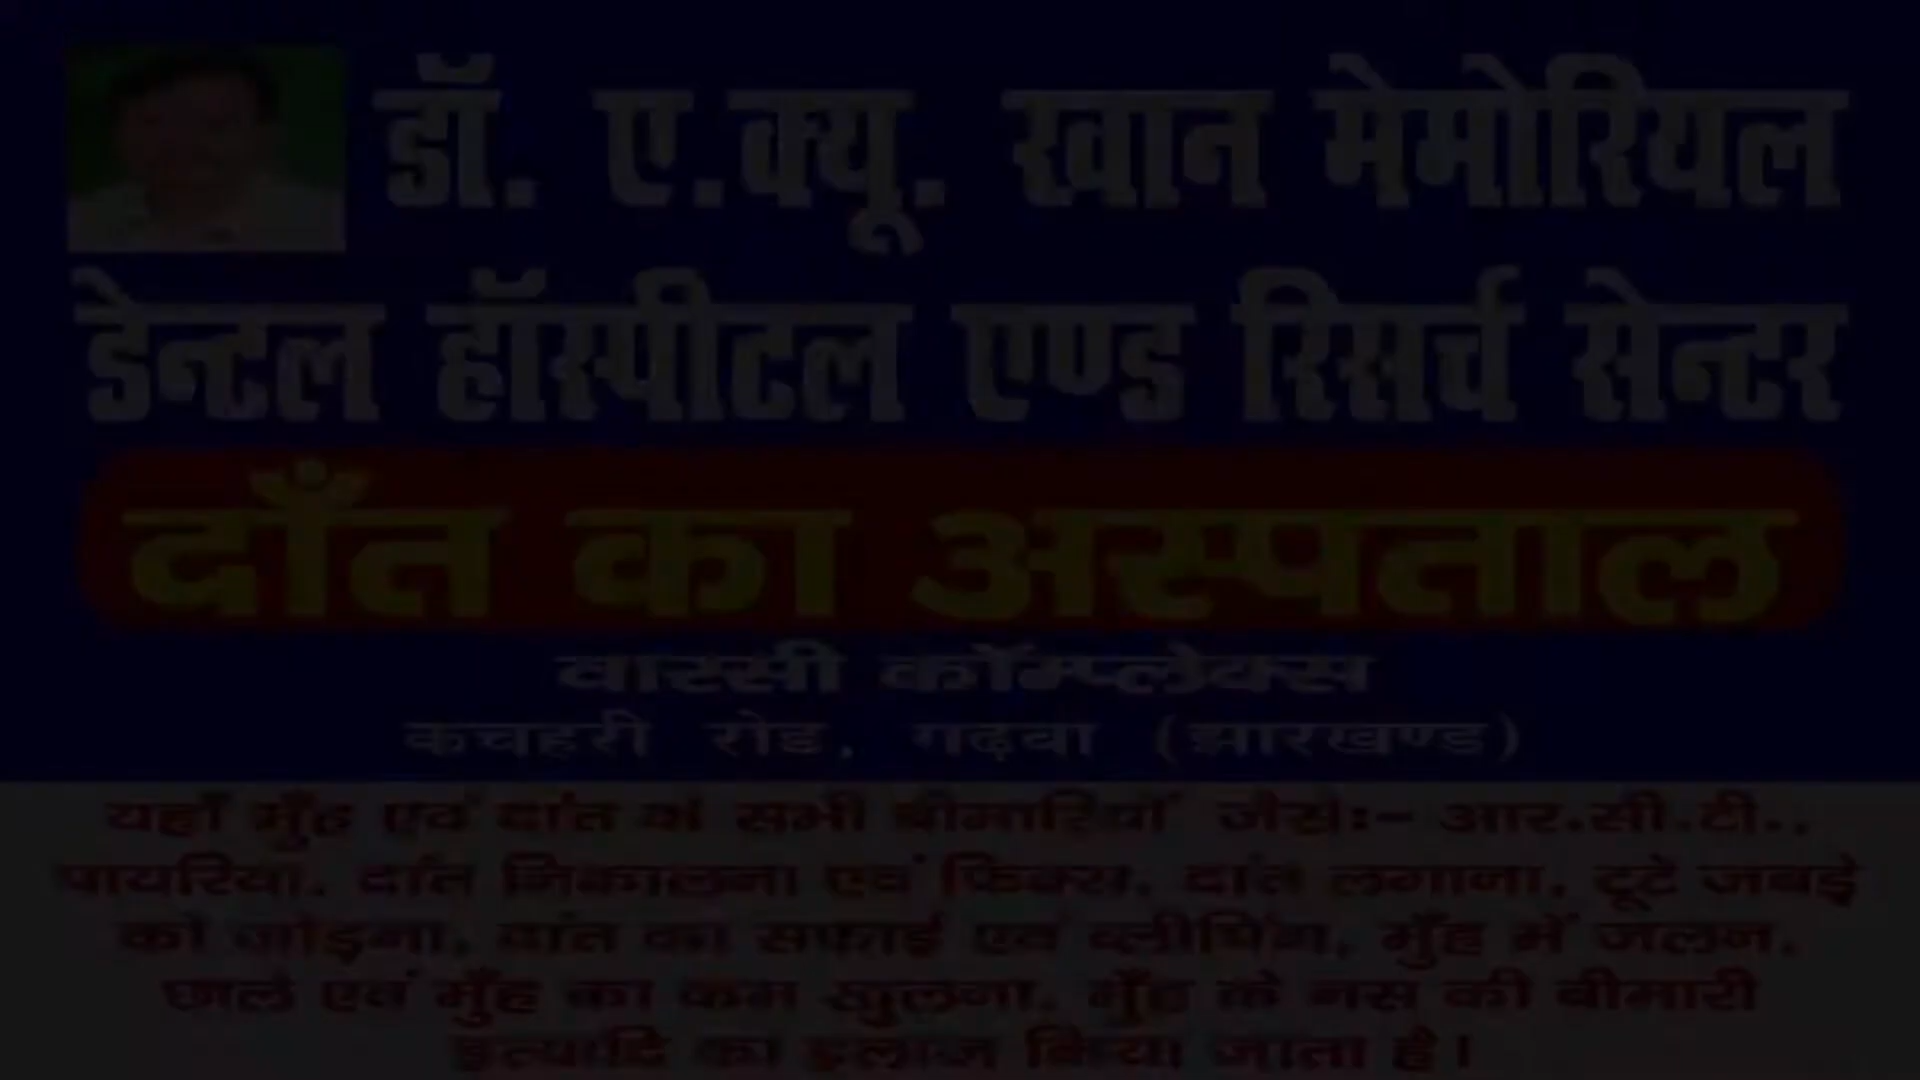 डॉ. ए.क्यू. खान मेमोरियल
डेन्टल हॉस्पीटल एण्ड रिसर्च सेन्टर
दाँत का अस्पताल
वारसी कॉम्प्लेक्स
कचहरी रोड, गढ़वा (झारखण्ड)
यहाँ मुँह एवं दांत के सभी बीमारियों जैसे:- आर.सी.टी.,
पायरिया, दांत निकालना एवं फिक्स, दांत लगाना, टूटे जबड़े
को जोड़ना, दांत का सफाई एवं ब्लीचिंग, मुँह में जलन,
छाले एवं मुँह का कम खुलना, मुँह के नस की बीमारी
इत्यादि का इलाज किया जाता है।